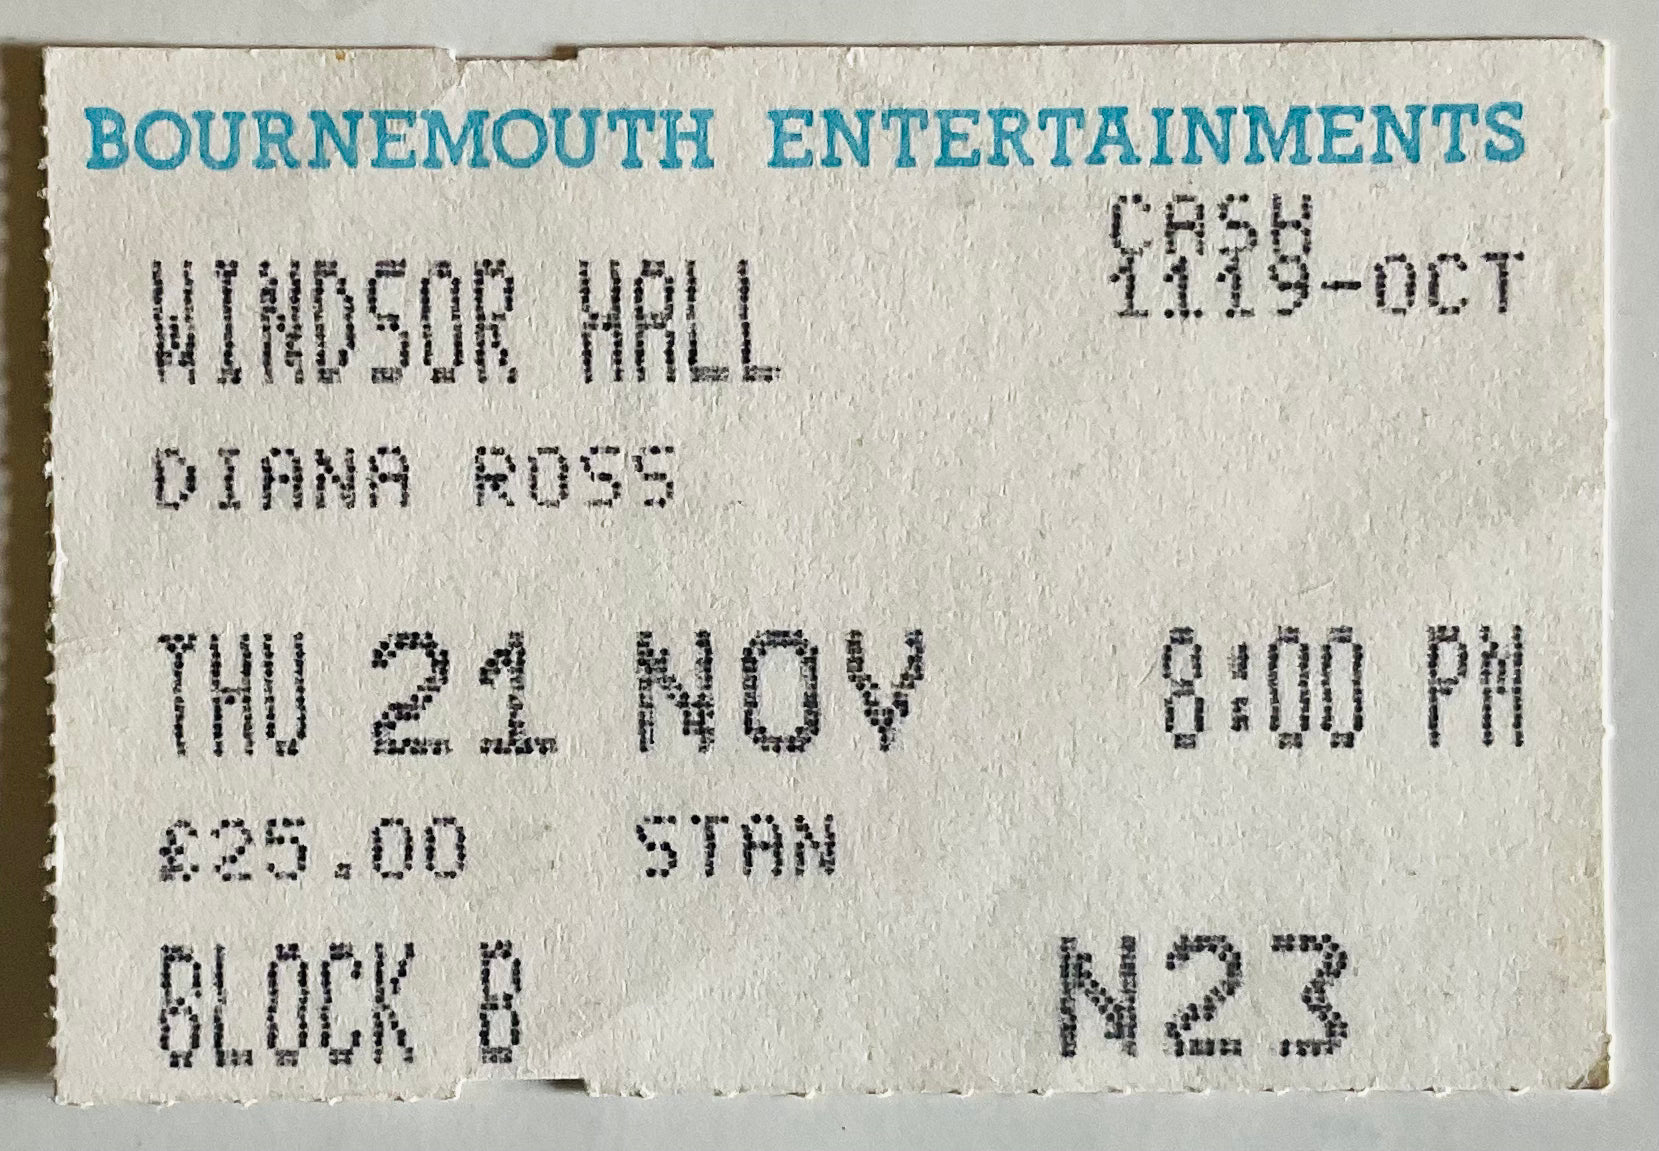 BOURNEMOUTH ENTERTAINMENTS
CASH
1119-OCT
WINDSOR HALL
DIANA ROSS
THU 21 NOV 8:00 PM
£25.00 STAN
BLOCK B N23